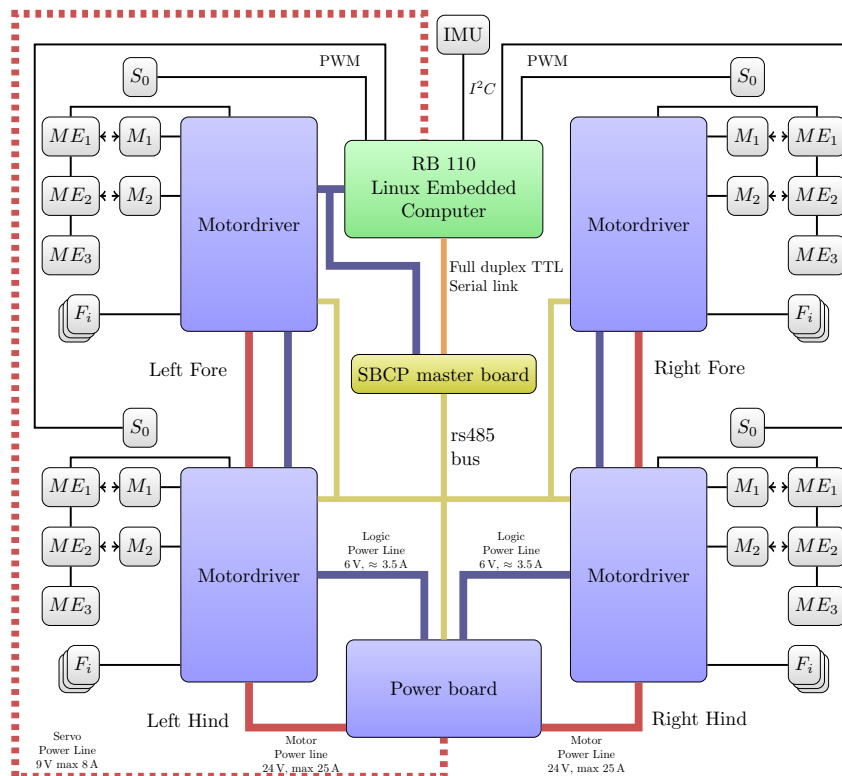 IMU
PWM
PWM
S0
I²C
S0
ME1
M1
M1
ME1
RB 110
Linux Embedded
Computer
ME2
M2
Motordriver
Motordriver
M2
ME2
ME3
ME3
Full duplex TTL
Serial link
Fi
Fi
Left Fore
SBCP master board
Right Fore
S0
rs485
bus
S0
ME1
M1
M1
ME1
Logic
Power Line
6 V, ≈ 3.5 A
Logic
Power Line
6 V, ≈ 3.5 A
ME2
M2
M2
ME2
Motordriver
Motordriver
ME3
ME3
Fi
Fi
Power board
Left Hind
Right Hind
Servo
Power Line
9 V max 8 A
Motor
Power line
24 V, max 25 A
Motor
Power Line
24 V, max 25 A